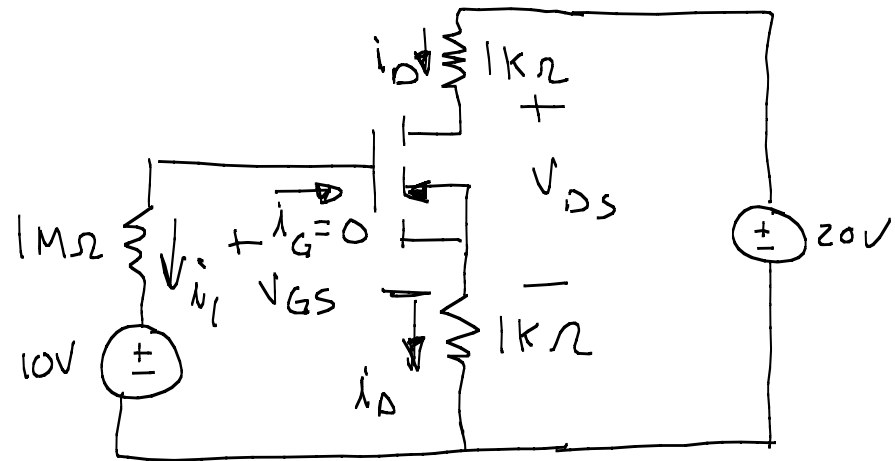 i_D
1KΩ
+
V_DS
−
1MΩ
i_1
+
i_G=0
V_GS
−
10V
+
−
i_D
1KΩ
+
−
20V